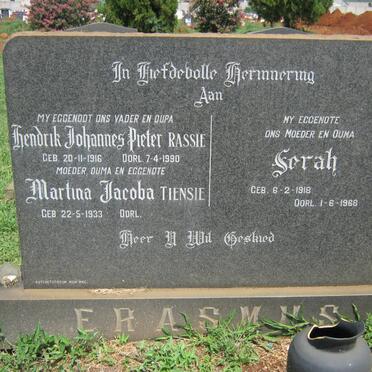 In Liefdevolle Herinnering
Aan
MY EGGENOOT ONS VADER EN OUPA
Hendrik Johannes Pieter RASSIE
GEB. 20-11-1916 OORL. 7-4-1990
MOEDER, OUMA EN EGGENOTE
Martina Jacoba TIENSIE
GEB 22-5-1933 OORL.
MY EGGENOTE
ONS MOEDER EN OUMA
Serah
GEB. 6-2-1918
OORL. 1-6-1968
Heer U Wil Geskied
ERASMUS